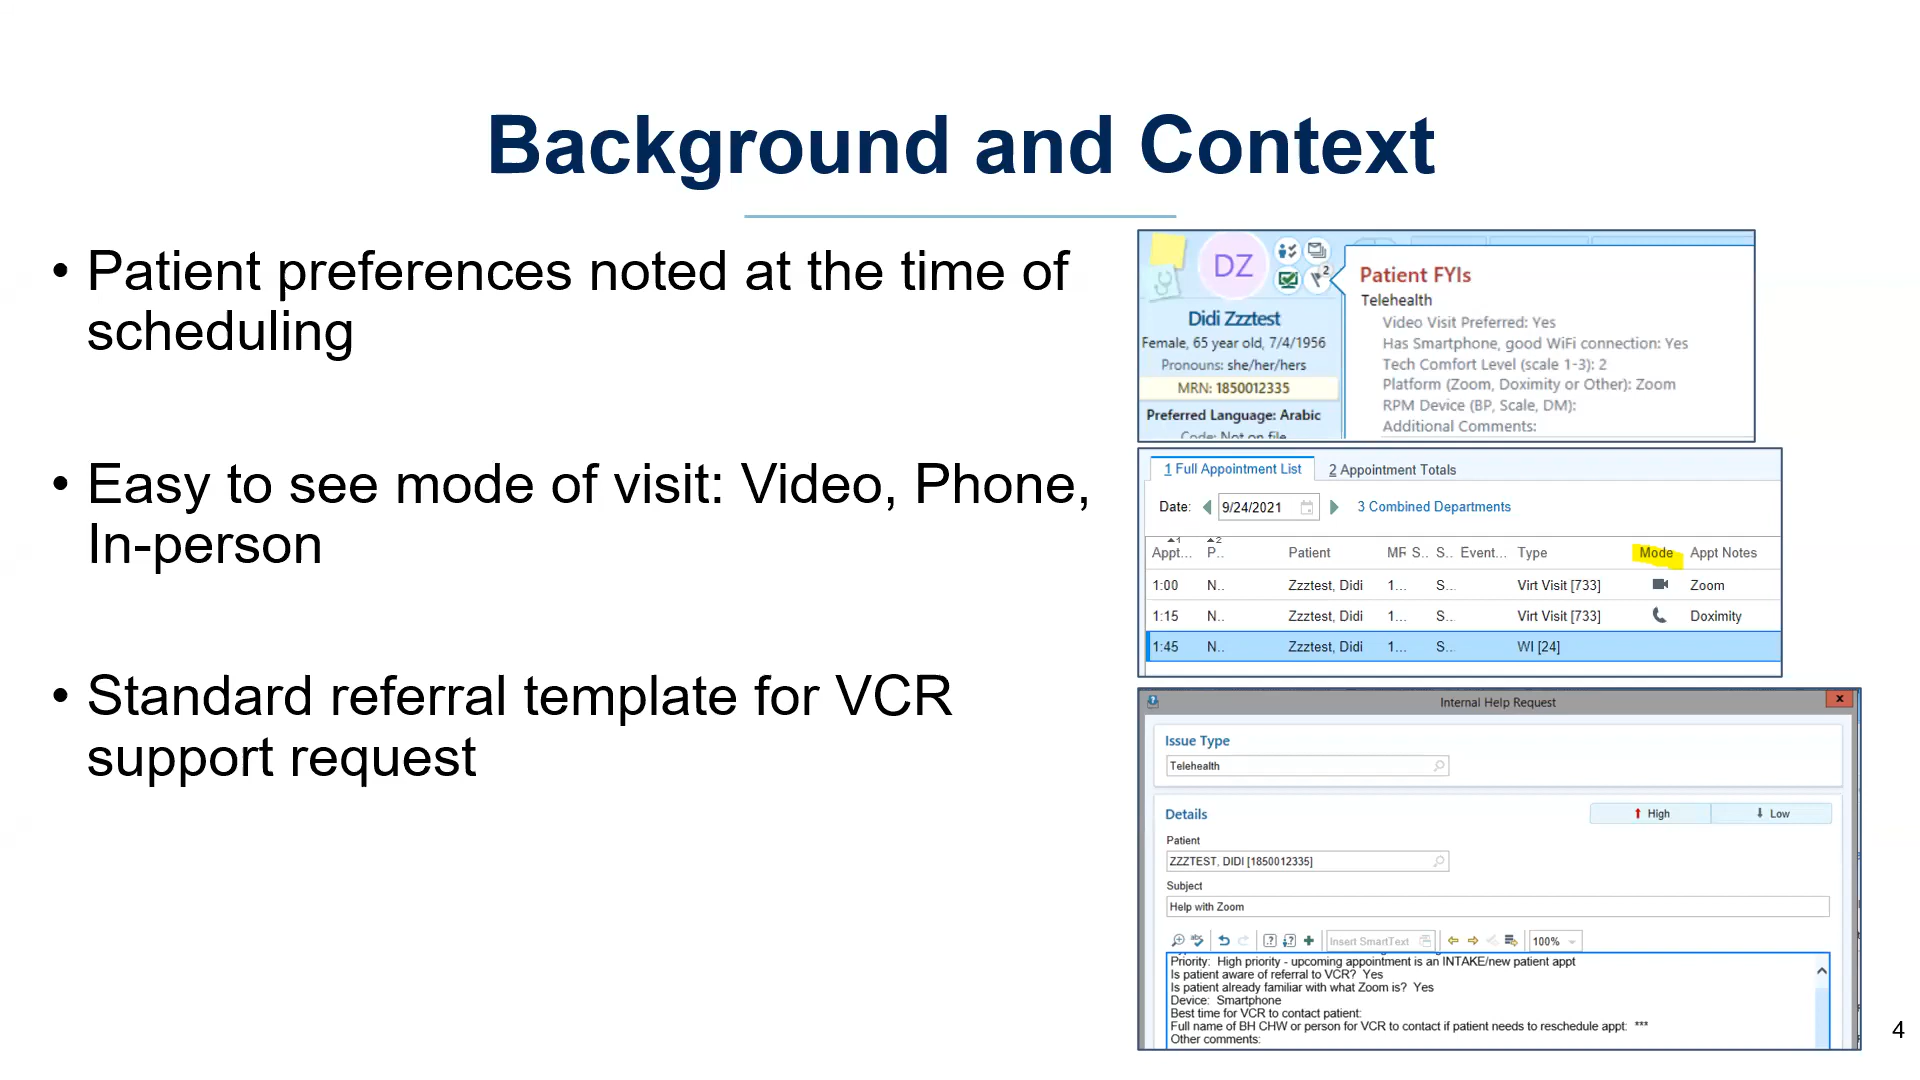 Background and Context
• Patient preferences noted at the time of
scheduling
• Easy to see mode of visit: Video, Phone,
In-person
• Standard referral template for VCR
support request
DZ
2
Didi Zzztest
Female, 65 year old, 7/4/1956
Pronouns: she/her/hers
MRN: 1850012335
Preferred Language: Arabic
Code: Not on file
Patient FYIs
Telehealth
Video Visit Preferred: Yes
Has Smartphone, good WiFi connection: Yes
Tech Comfort Level (scale 1-3): 2
Platform (Zoom, Doximity or Other): Zoom
RPM Device (BP, Scale, DM):
Additional Comments:
1 Full Appointment List 2 Appointment Totals
Date: 9/24/2021 3 Combined Departments
1 2
Appt... P.. Patient MR S.. S.. Event... Type Mode Appt Notes
1:00 N.. Zzztest, Didi 1... S... Virt Visit [733] Zoom
1:15 N.. Zzztest, Didi 1... S... Virt Visit [733] Doximity
1:45 N.. Zzztest, Didi 1... S... WI [24]
Internal Help Request
Issue Type
Telehealth
Details High Low
Patient
ZZZTEST, DIDI [1850012335]
Subject
Help with Zoom
abc Insert SmartText 100%
Priority: High priority - upcoming appointment is an INTAKE/new patient appt
Is patient aware of referral to VCR? Yes
Is patient already familiar with what Zoom is? Yes
Device: Smartphone
Best time for VCR to contact patient:
Full name of BH CHW or person for VCR to contact if patient needs to reschedule appt: ***
Other comments:
4